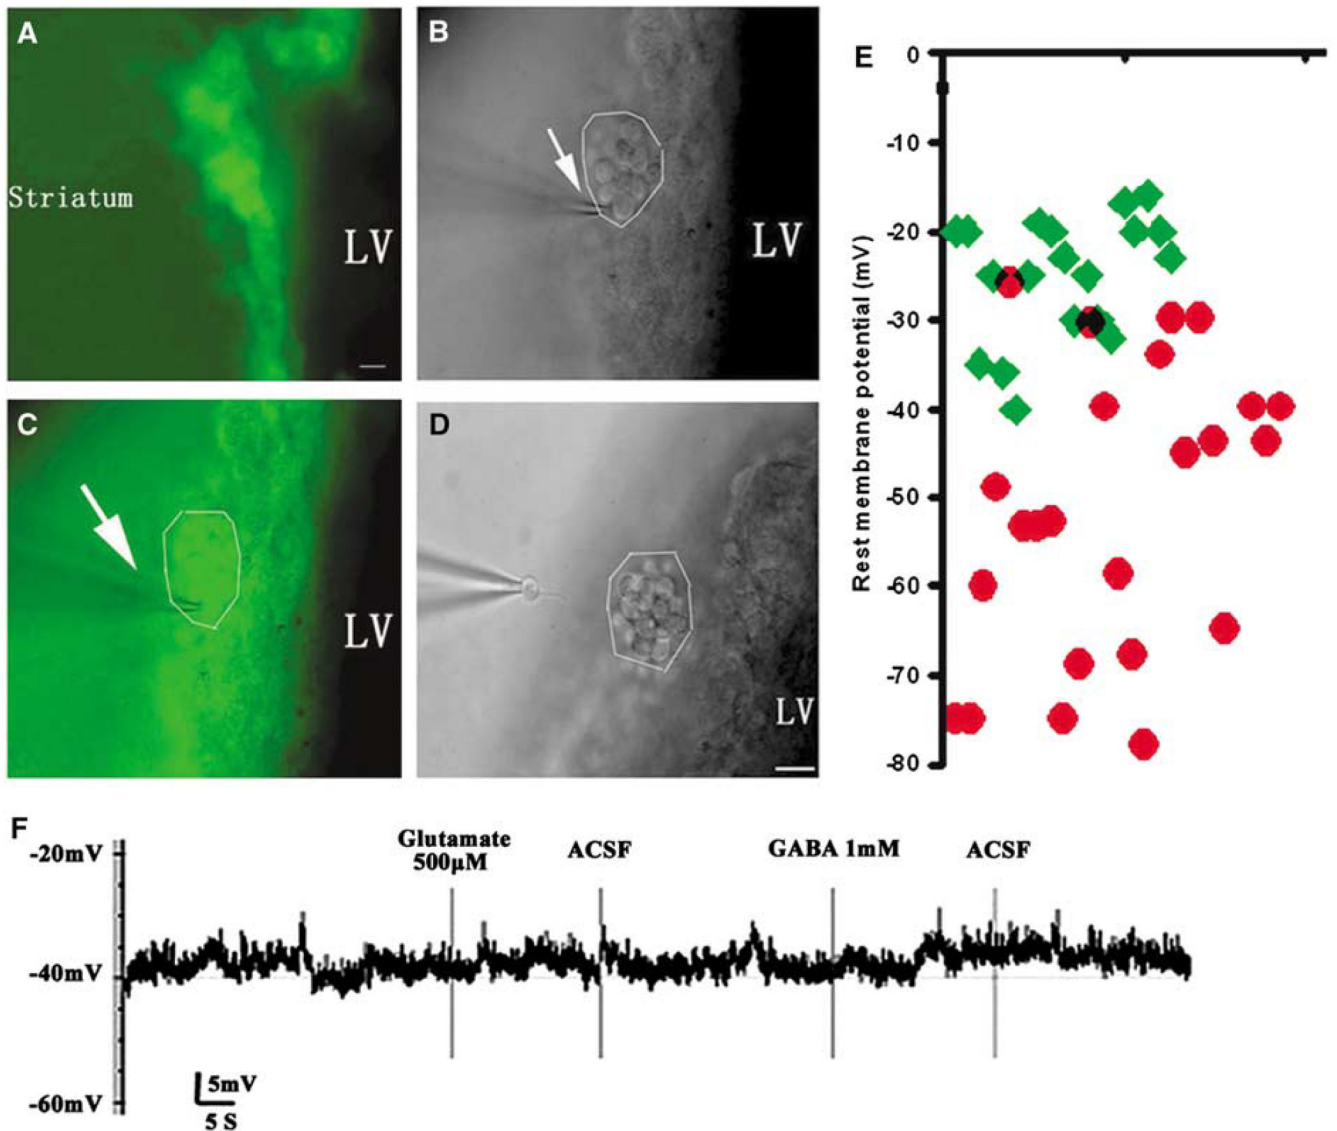 A
Striatum
LV
B
LV
C
LV
D
LV
E
0
-10
-20
-30
-40
-50
-60
-70
-80
Rest membrane potential (mV)
F
-20mV
-40mV
-60mV
Glutamate
500µM
ACSF
GABA 1mM
ACSF
5mV
5 S